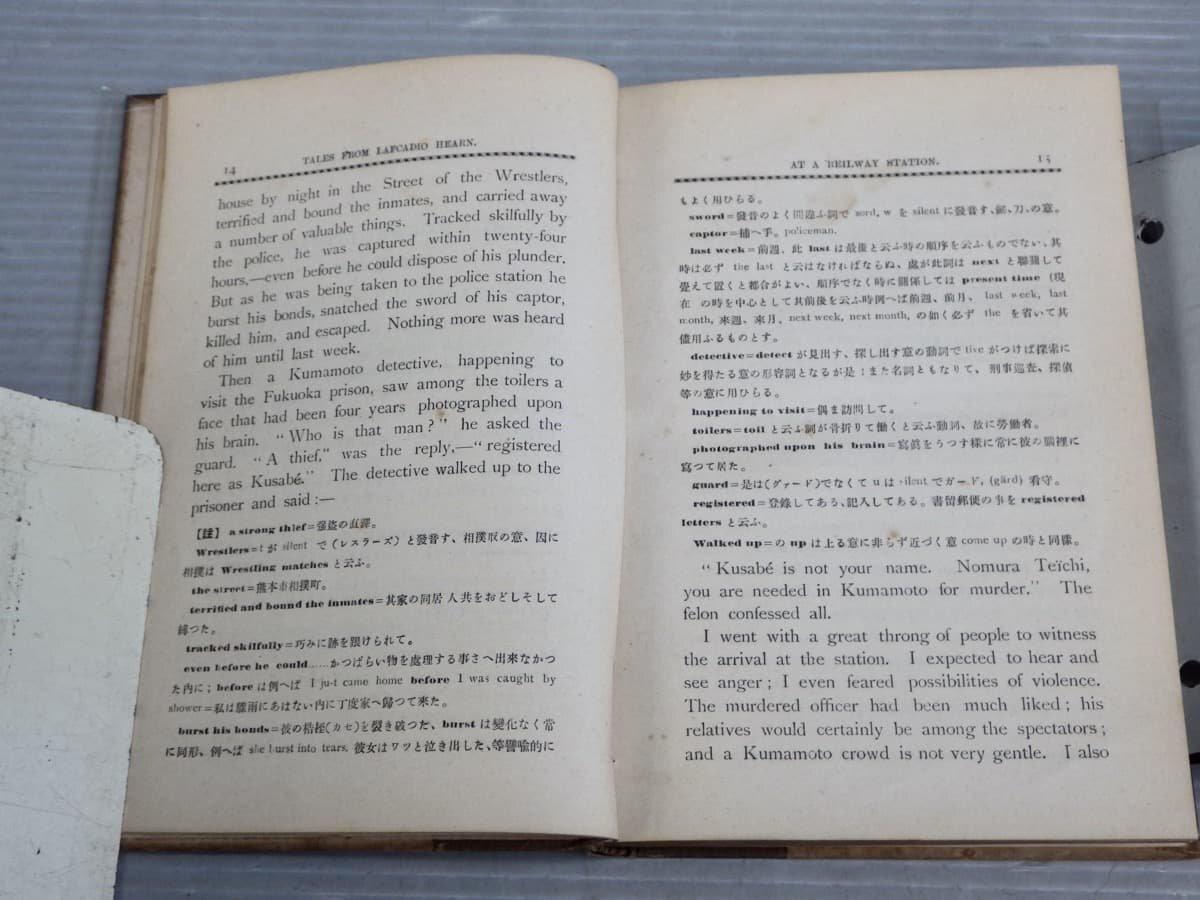 14
TALES FROM LAFCADIO HEARN.
house by night in the Street of the Wrestlers,
terrified and bound the inmates, and carried away
a number of valuable things. Tracked skilfully by
the police, he was captured within twenty-four
hours,—even before he could dispose of his plunder.
But as he was being taken to the police station he
burst his bonds, snatched the sword of his captor,
killed him, and escaped. Nothing more was heard
of him until last week.
Then a Kumamoto detective, happening to
visit the Fukuoka prison, saw among the toilers a
face that had been four years photographed upon
his brain. “Who is that man?” he asked the
guard. “A thief,” was the reply,—“registered
here as Kusabé.” The detective walked up to the
prisoner and said:—
【註】 a strong thief=强盜の直譯。
Wrestlers=t が silent で(レスラーズ)と發音す、相撲取の意、因に
相撲は Wrestling matches と云ふ。
the street=熊本市相撲町。
terrified and bound the inmates=其家の同居人共をおどしそして
縛つた。
tracked skilfully=巧みに跡を跟けられて。
even before he could......かつぱらい物を處理する事さへ出來なかつ
た内に; before は例へば I ju-t came home before I was caught by
shower=私は驟雨にあはない内に丁度家へ歸つて來た。
burst his bonds=彼の桎梏(カセ)を裂き破つた、burst は變化なく常
に同形、例へば she burst into tears. 彼女はワツと泣き出した、等譬喩的に
AT A REILWAY STATION.
15
もよく用ひらる。
sword=發音のよく間違ふ詞で sord, w を silent に發音す、劒、刀、の意。
captor=捕へ手。policeman.
last week=前週、此 last は最後と云ふ時の順序を云ふものでない、其
時は必ず the last と云はなければならぬ、處が此詞は next と聯關して
覺えて置くと都合がよい、順序でなく時に關係しては present time (現
在の時を中心として其前後を云ふ時例へば前週、前月、last week, last
month, 來週、來月、next week, next month, の如く必ず the を省いて其
儘用ふるものとす。
detective=detect が見出す、探し出す意の動詞で tive がつけば探索に
妙を得たる意の形容詞となるが是!また名詞ともなりて、刑事巡査、探偵
等の意に用ひらる。
happening to visit=偶ま訪問して。
toilers=toil と云ふ詞が骨折りて働くと云ふ動詞、故に勞働者。
photographed upon his brain=寫眞をうつす樣に常に彼の腦裡に
寫つて居た。
guard=是は(グァード)でなくて u は silent でガード、(gärd) 看守。
registered=登錄してある、記入してある。書留郵便の事を registered
letters と云ふ。
Walked up=の up は上る意に非らず近づく意 come up の時と同樣。
“Kusabé is not your name. Nomura Teïchi,
you are needed in Kumamoto for murder.” The
felon confessed all.
I went with a great throng of people to witness
the arrival at the station. I expected to hear and
see anger; I even feared possibilities of violence.
The murdered officer had been much liked; his
relatives would certainly be among the spectators;
and a Kumamoto crowd is not very gentle. I also